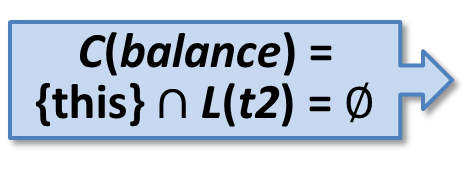 C(balance) =
{this} ∩ L(t2) = ∅